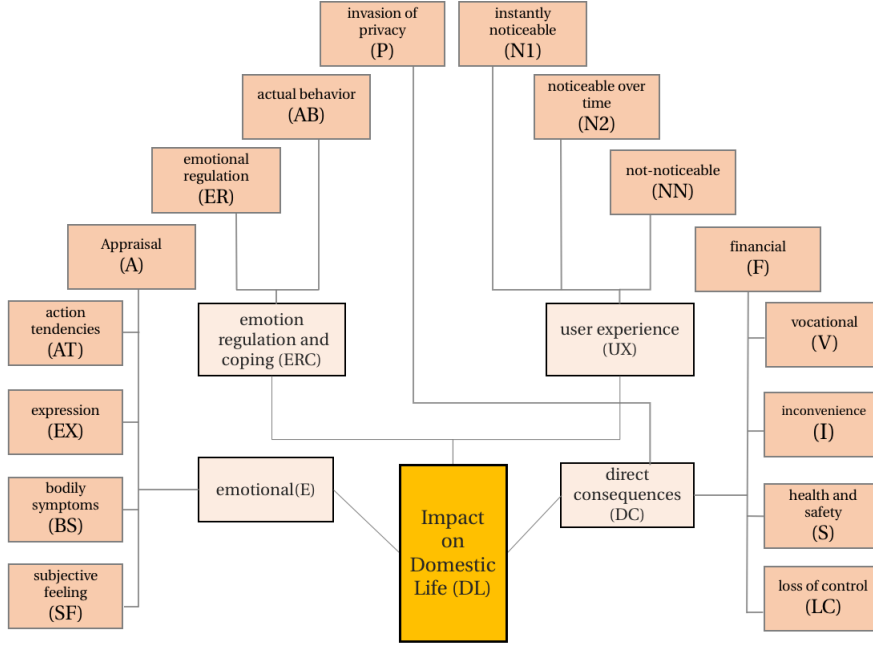 invasion of
privacy
(P)
instantly
noticeable
(N1)
actual behavior
(AB)
noticeable over
time
(N2)
emotional
regulation
(ER)
not-noticeable
(NN)
Appraisal
(A)
financial
(F)
action
tendencies
(AT)
emotion
regulation and
coping (ERC)
user experience
(UX)
vocational
(V)
expression
(EX)
inconvenience
(I)
emotional(E)
direct
consequences
(DC)
bodily
symptoms
(BS)
Impact
on
Domestic
Life (DL)
health and
safety
(S)
subjective
feeling
(SF)
loss of control
(LC)